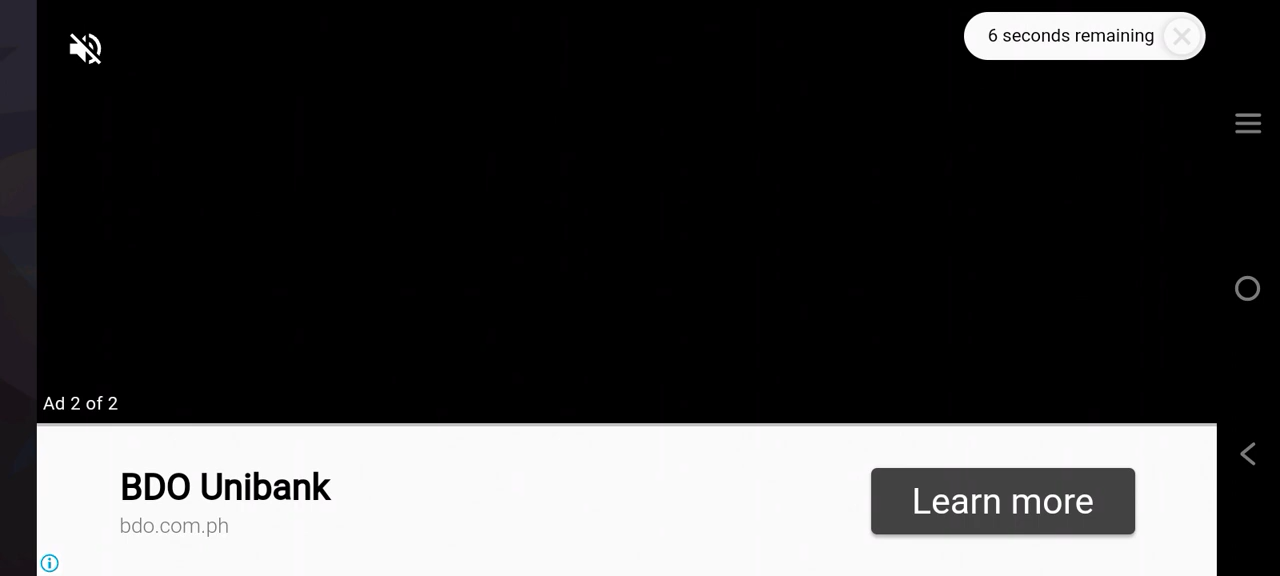 6 seconds remaining
Ad 2 of 2
BDO Unibank
bdo.com.ph
Learn more